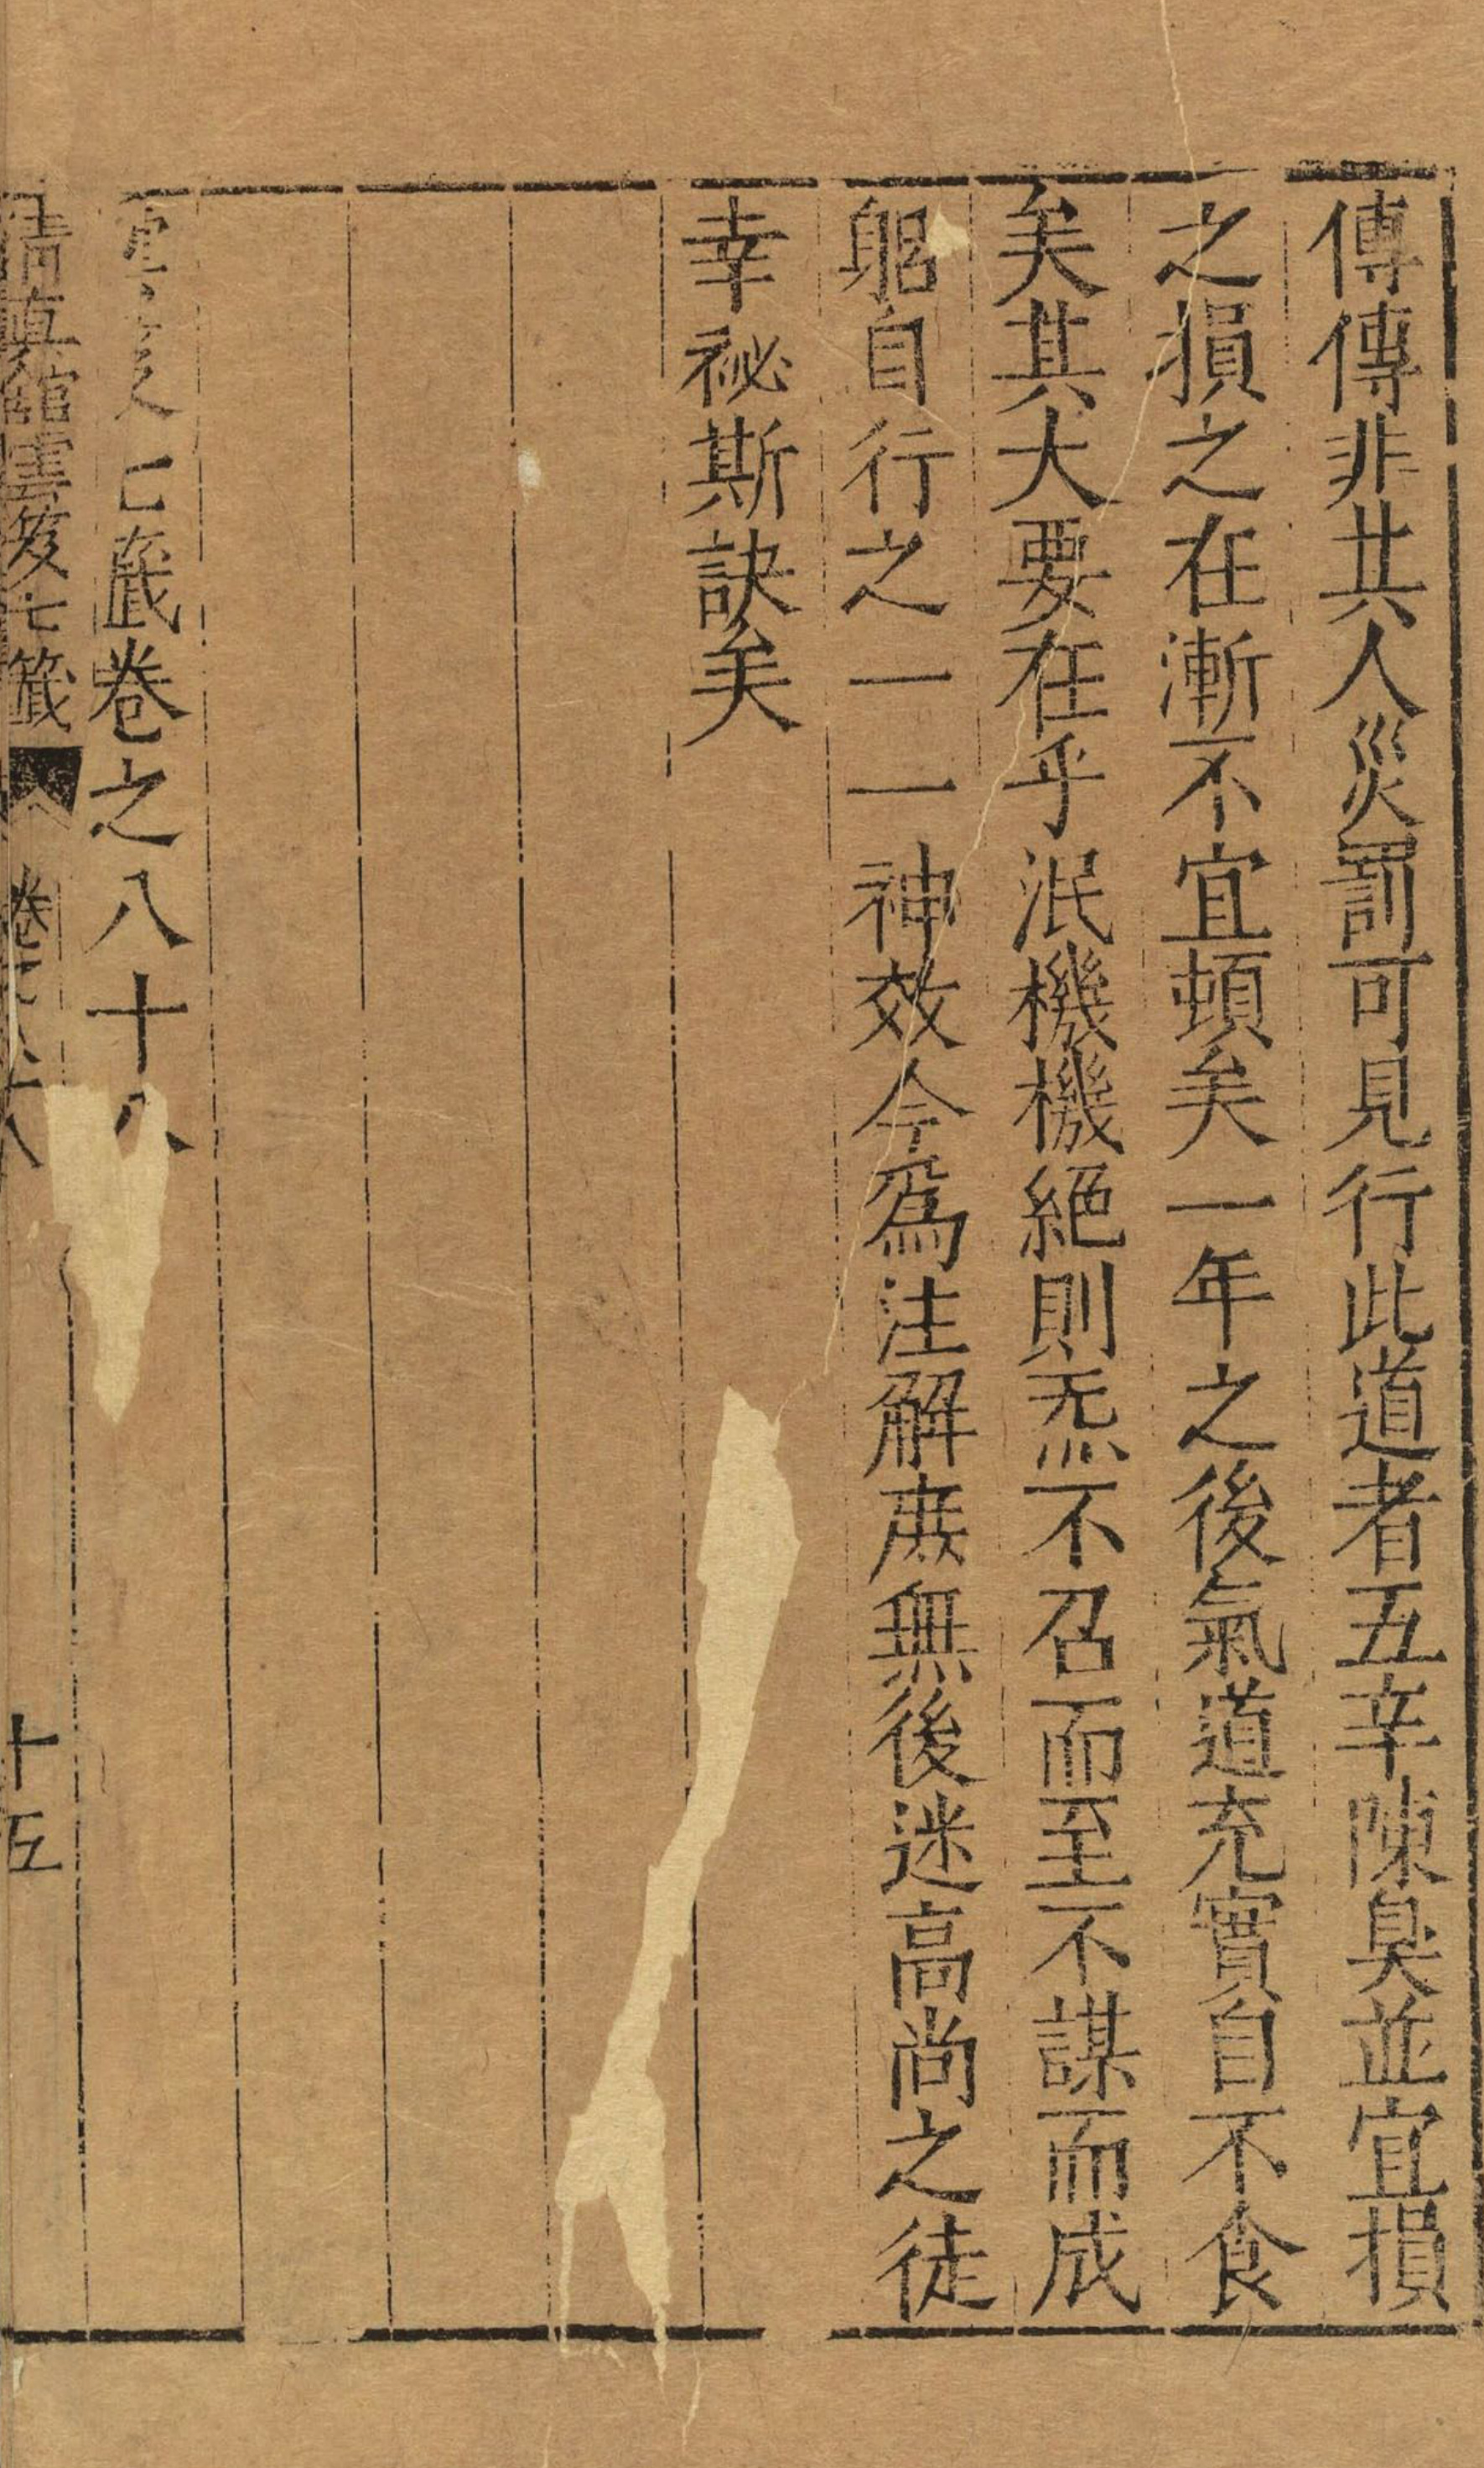 傳傳非其人災罰可見行此道者五辛陳臭並宜損
之損之在漸不宜頓矣一年之後氣道充實自不食
矣其大要在乎泯機機絕則炁不召而至不謀而成
躬自行之一一神效今爲注解庶無後迷高尚之徒
幸祕斯訣矣
雲笈七籤卷之八十八
清真館雲笈七籤 卷之八十八 十五